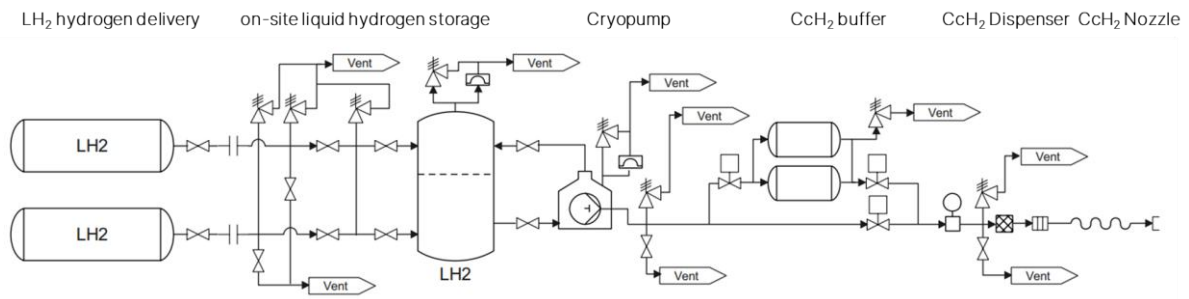 LH₂ hydrogen delivery
on-site liquid hydrogen storage
Cryopump
CcH₂ buffer
CcH₂ Dispenser
CcH₂ Nozzle
Vent
Vent
Vent
Vent
Vent
Vent
LH2
LH2
LH2
Vent
Vent
Vent